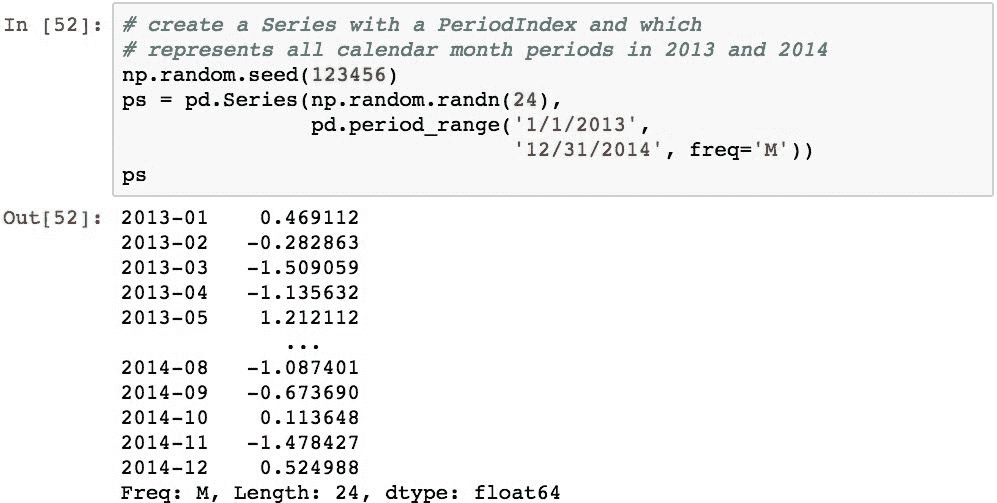 In [52]: # create a Series with a PeriodIndex and which
# represents all calendar month periods in 2013 and 2014
np.random.seed(123456)
ps = pd.Series(np.random.randn(24),
pd.period_range('1/1/2013',
'12/31/2014', freq='M'))
ps
Out[52]: 2013-01 0.469112
2013-02 -0.282863
2013-03 -1.509059
2013-04 -1.135632
2013-05 1.212112
...
2014-08 -1.087401
2014-09 -0.673690
2014-10 0.113648
2014-11 -1.478427
2014-12 0.524988
Freq: M, Length: 24, dtype: float64